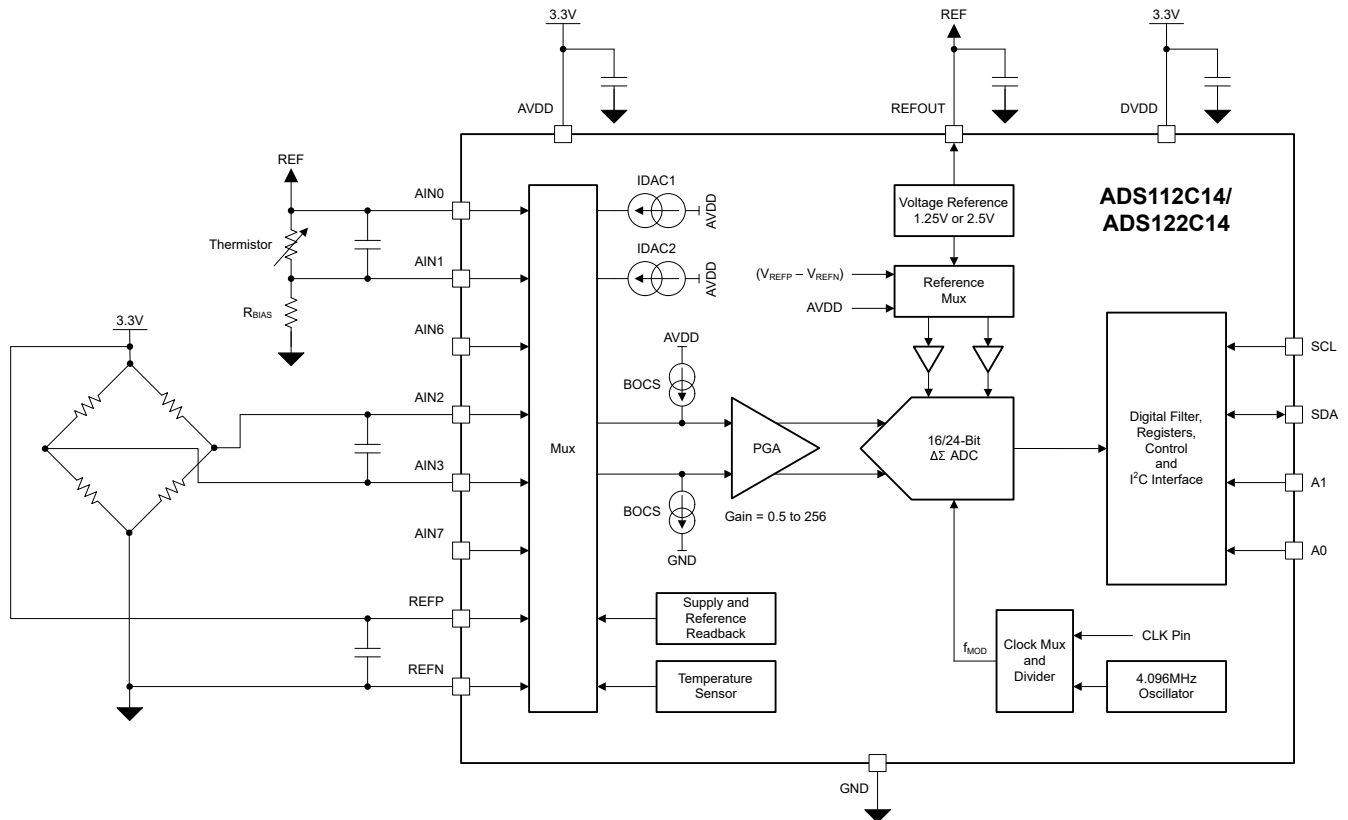 3.3V
REF
3.3V
AVDD
REFOUT
DVDD
REF
AIN0
IDAC1
AVDD
Voltage Reference
1.25V or 2.5V
ADS112C14/
ADS122C14
Thermistor
AIN1
IDAC2
AVDD
(VREFP – VREFN)
AVDD
Reference
Mux
RBIAS
3.3V
AIN6
AVDD
BOCS
SCL
AIN2
Mux
PGA
16/24-Bit
ΔΣ ADC
Digital Filter,
Registers,
Control
and
I²C Interface
SDA
AIN3
BOCS
Gain = 0.5 to 256
A1
AIN7
GND
A0
REFP
Supply and
Reference
Readback
CLK Pin
fMOD
Clock Mux
and
Divider
REFN
Temperature
Sensor
4.096MHz
Oscillator
GND